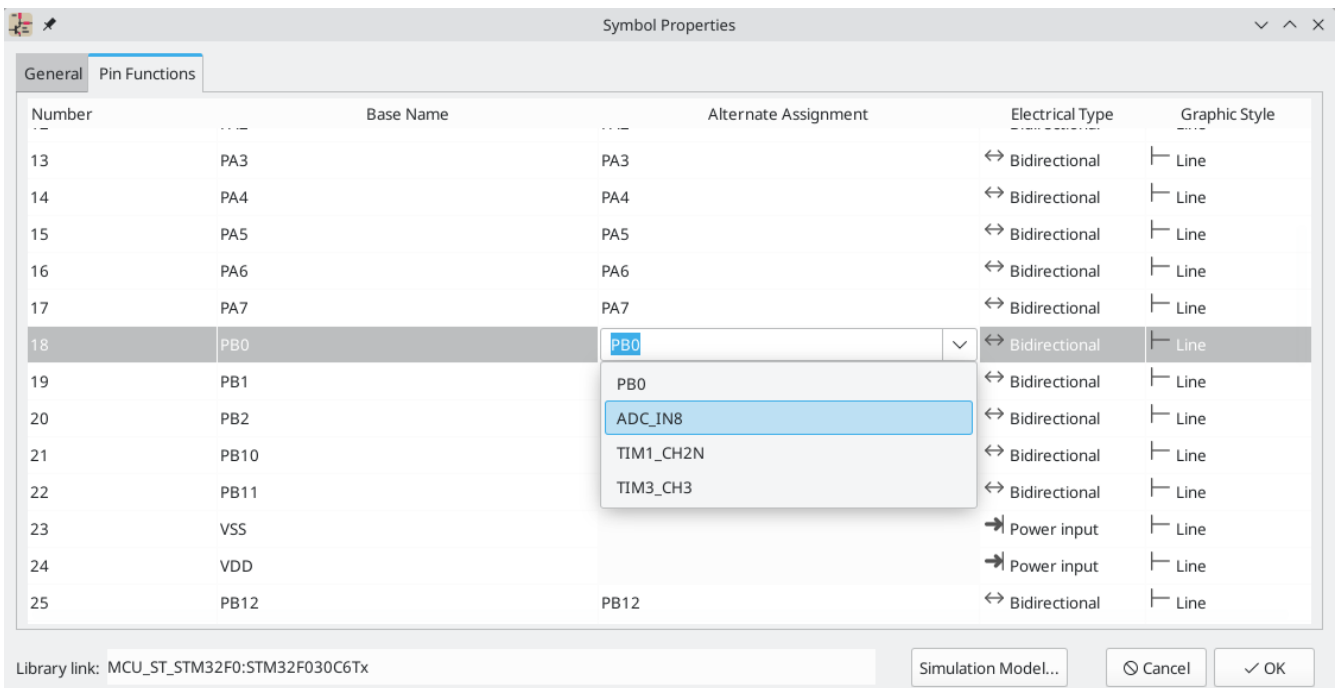 Symbol Properties
General Pin Functions
Number Base Name Alternate Assignment Electrical Type Graphic Style
13 PA3 PA3 Bidirectional Line
14 PA4 PA4 Bidirectional Line
15 PA5 PA5 Bidirectional Line
16 PA6 PA6 Bidirectional Line
17 PA7 PA7 Bidirectional Line
18 PB0 PB0 Bidirectional Line
19 PB1 PB0 Bidirectional Line
20 PB2 ADC_IN8 Bidirectional Line
21 PB10 TIM1_CH2N Bidirectional Line
22 PB11 TIM3_CH3 Bidirectional Line
23 VSS Power input Line
24 VDD Power input Line
25 PB12 PB12 Bidirectional Line
Library link: MCU_ST_STM32F0:STM32F030C6Tx Simulation Model... Cancel OK